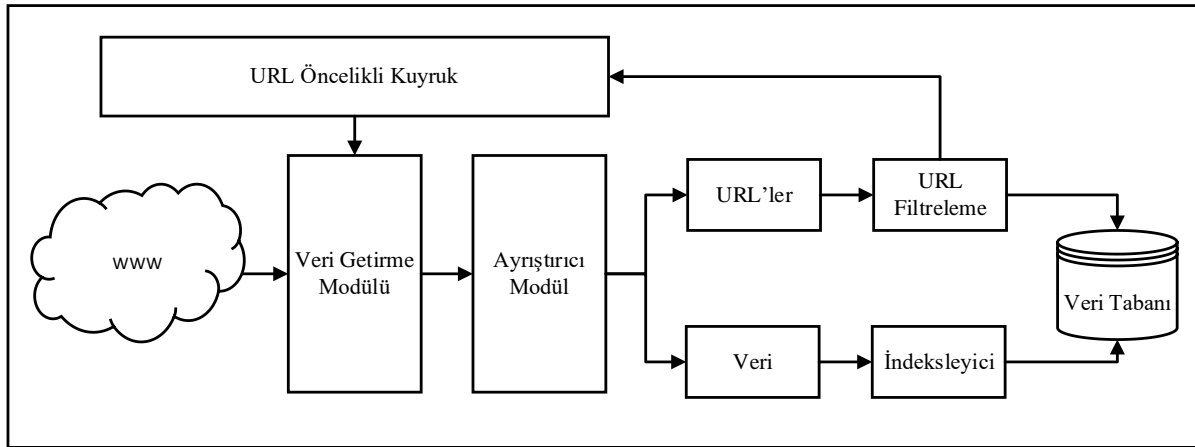 URL Öncelikli Kuyruk
www
Veri Getirme
Modülü
Ayrıştırıcı
Modül
URL’ler
URL
Filtreleme
Veri
İndeksleyici
Veri Tabanı